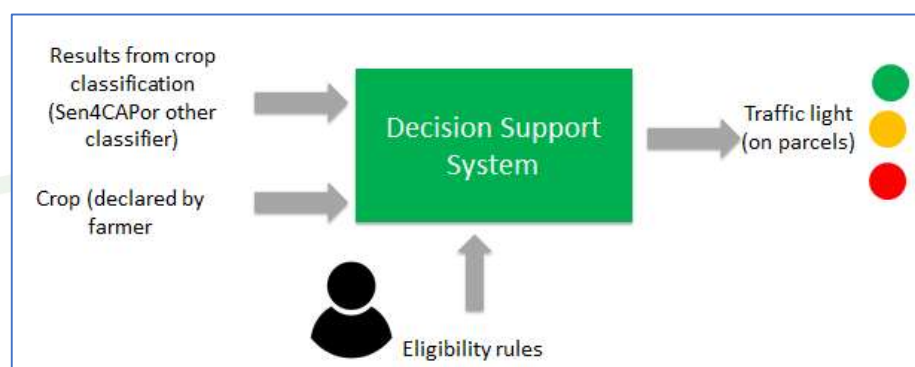 Results from crop
classification
(Sen4CAPor other
classifier)
Crop (declared by
farmer
Decision Support
System
Eligibility rules
Traffic light
(on parcels)